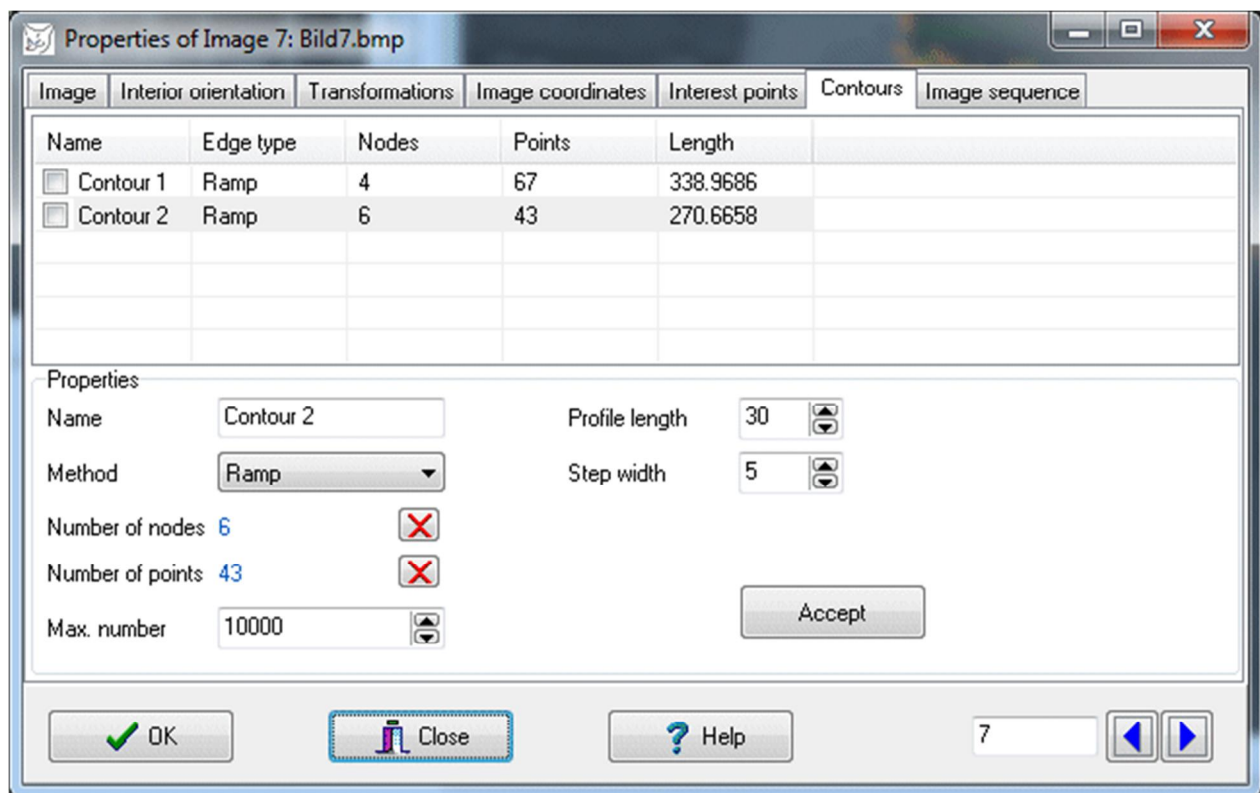 Properties of Image 7: Bild7.bmp
Image Interior orientation Transformations Image coordinates Interest points Contours Image sequence
Name Edge type Nodes Points Length
Contour 1 Ramp 4 67 338.9686
Contour 2 Ramp 6 43 270.6658
Properties
Name Contour 2 Profile length 30
Method Ramp Step width 5
Number of nodes 6
Number of points 43
Max. number 10000 Accept
OK Close ? Help 7